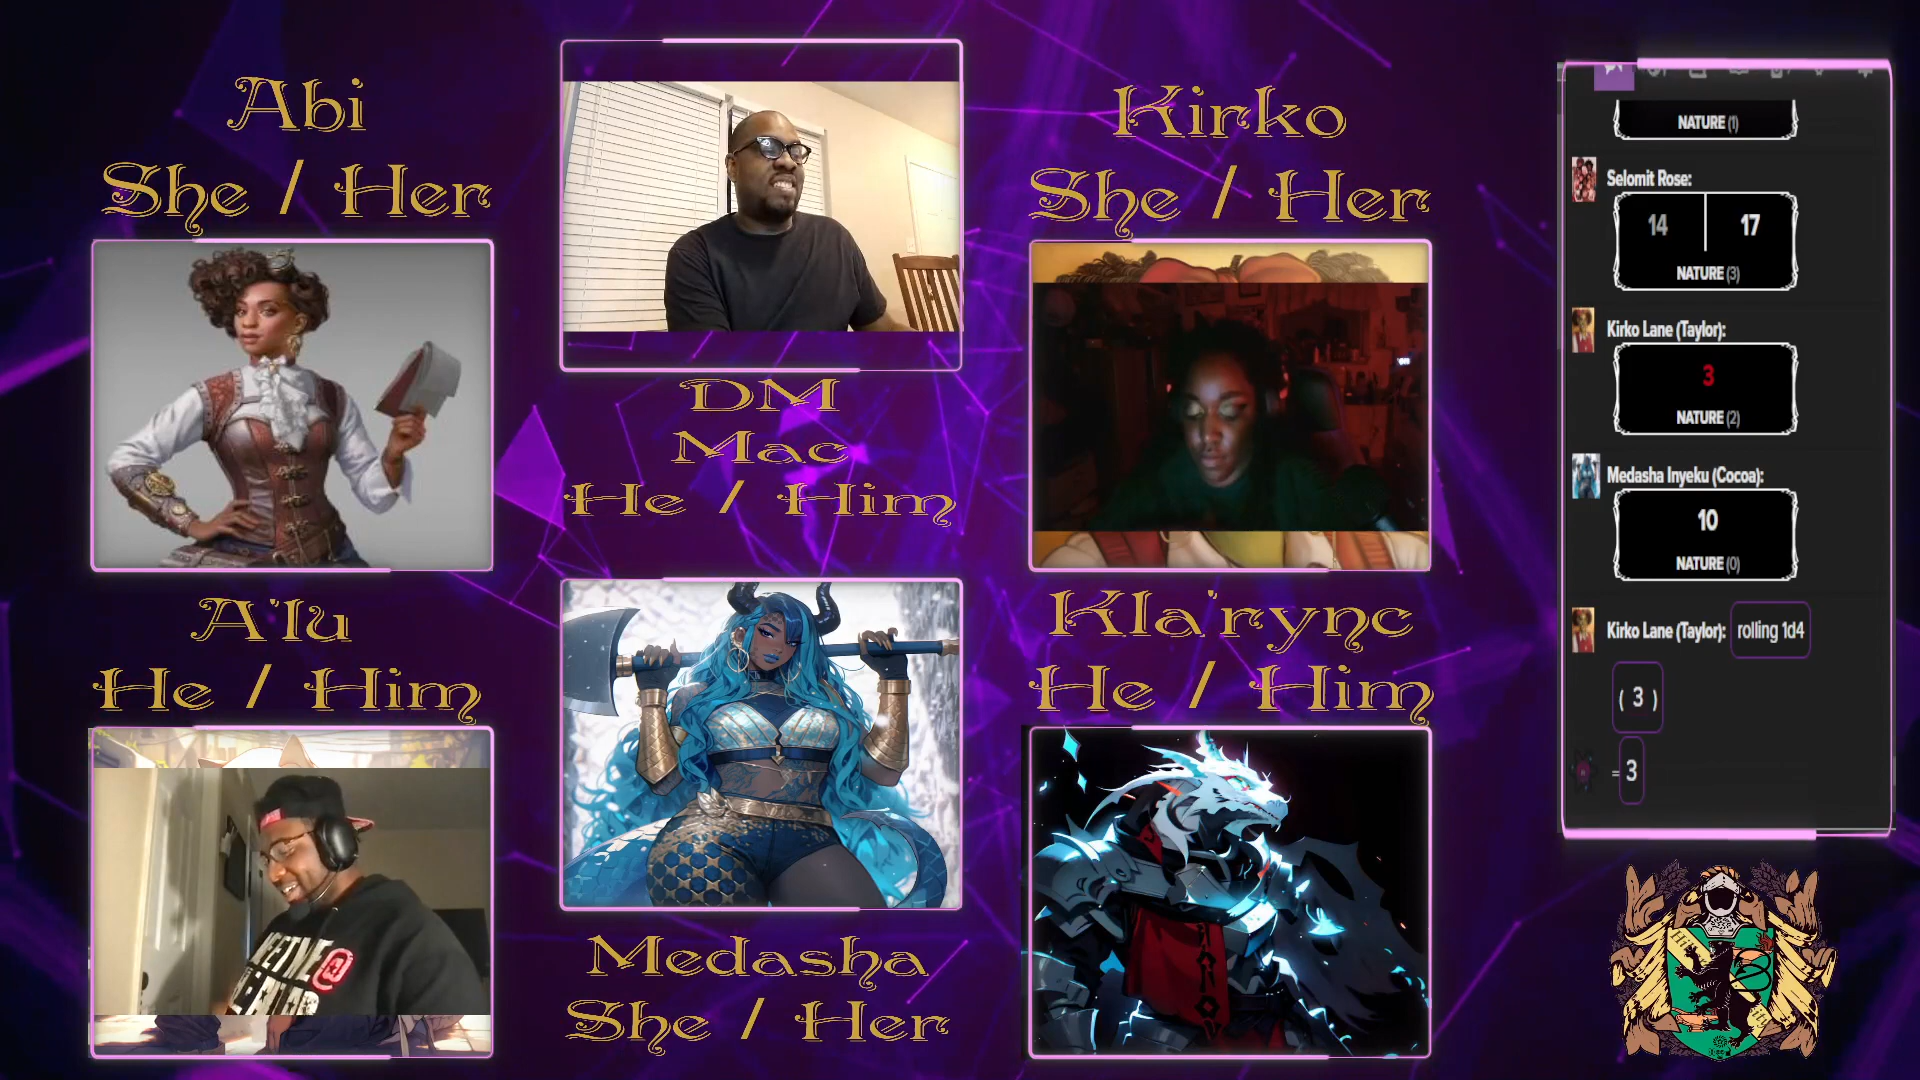 Abi
She / Her
DM
Mac
He / Him
Kirko
She / Her
A'lu
He / Him
Medasha
She / Her
Kla'rync
He / Him
NATURE (1)
Selomit Rose:
14 17
NATURE (3)
Kirko Lane (Taylor):
3
NATURE (2)
Medasha Inyeku (Cocoa):
10
NATURE (0)
Kirko Lane (Taylor): rolling 1d4
( 3 )
= 3